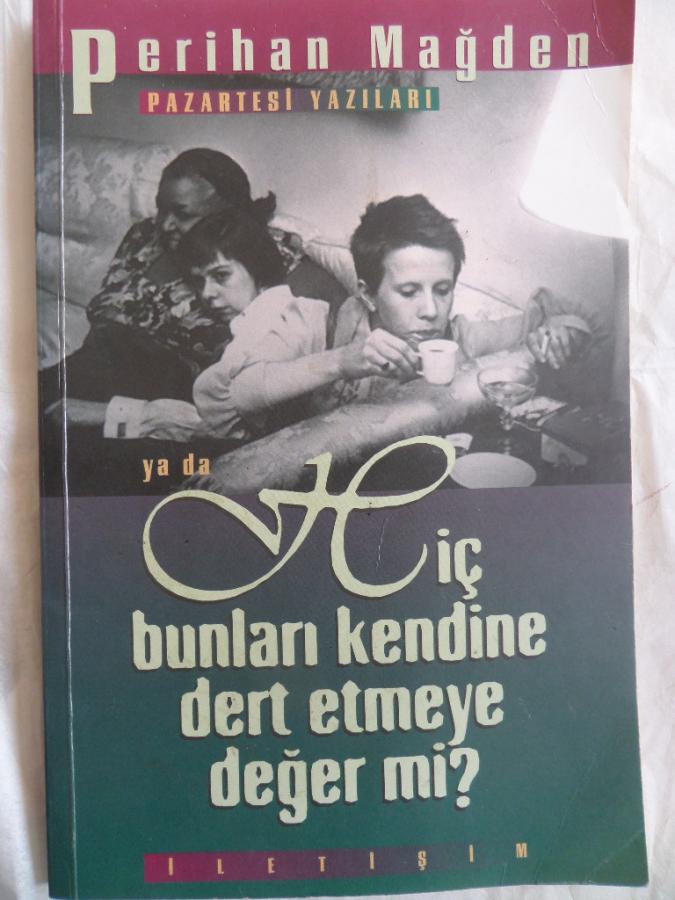 Perihan Mağden
PAZARTESİ YAZILARI
ya da
Hiç
bunları kendine
dert etmeye
değer mi?
İLETİŞİM